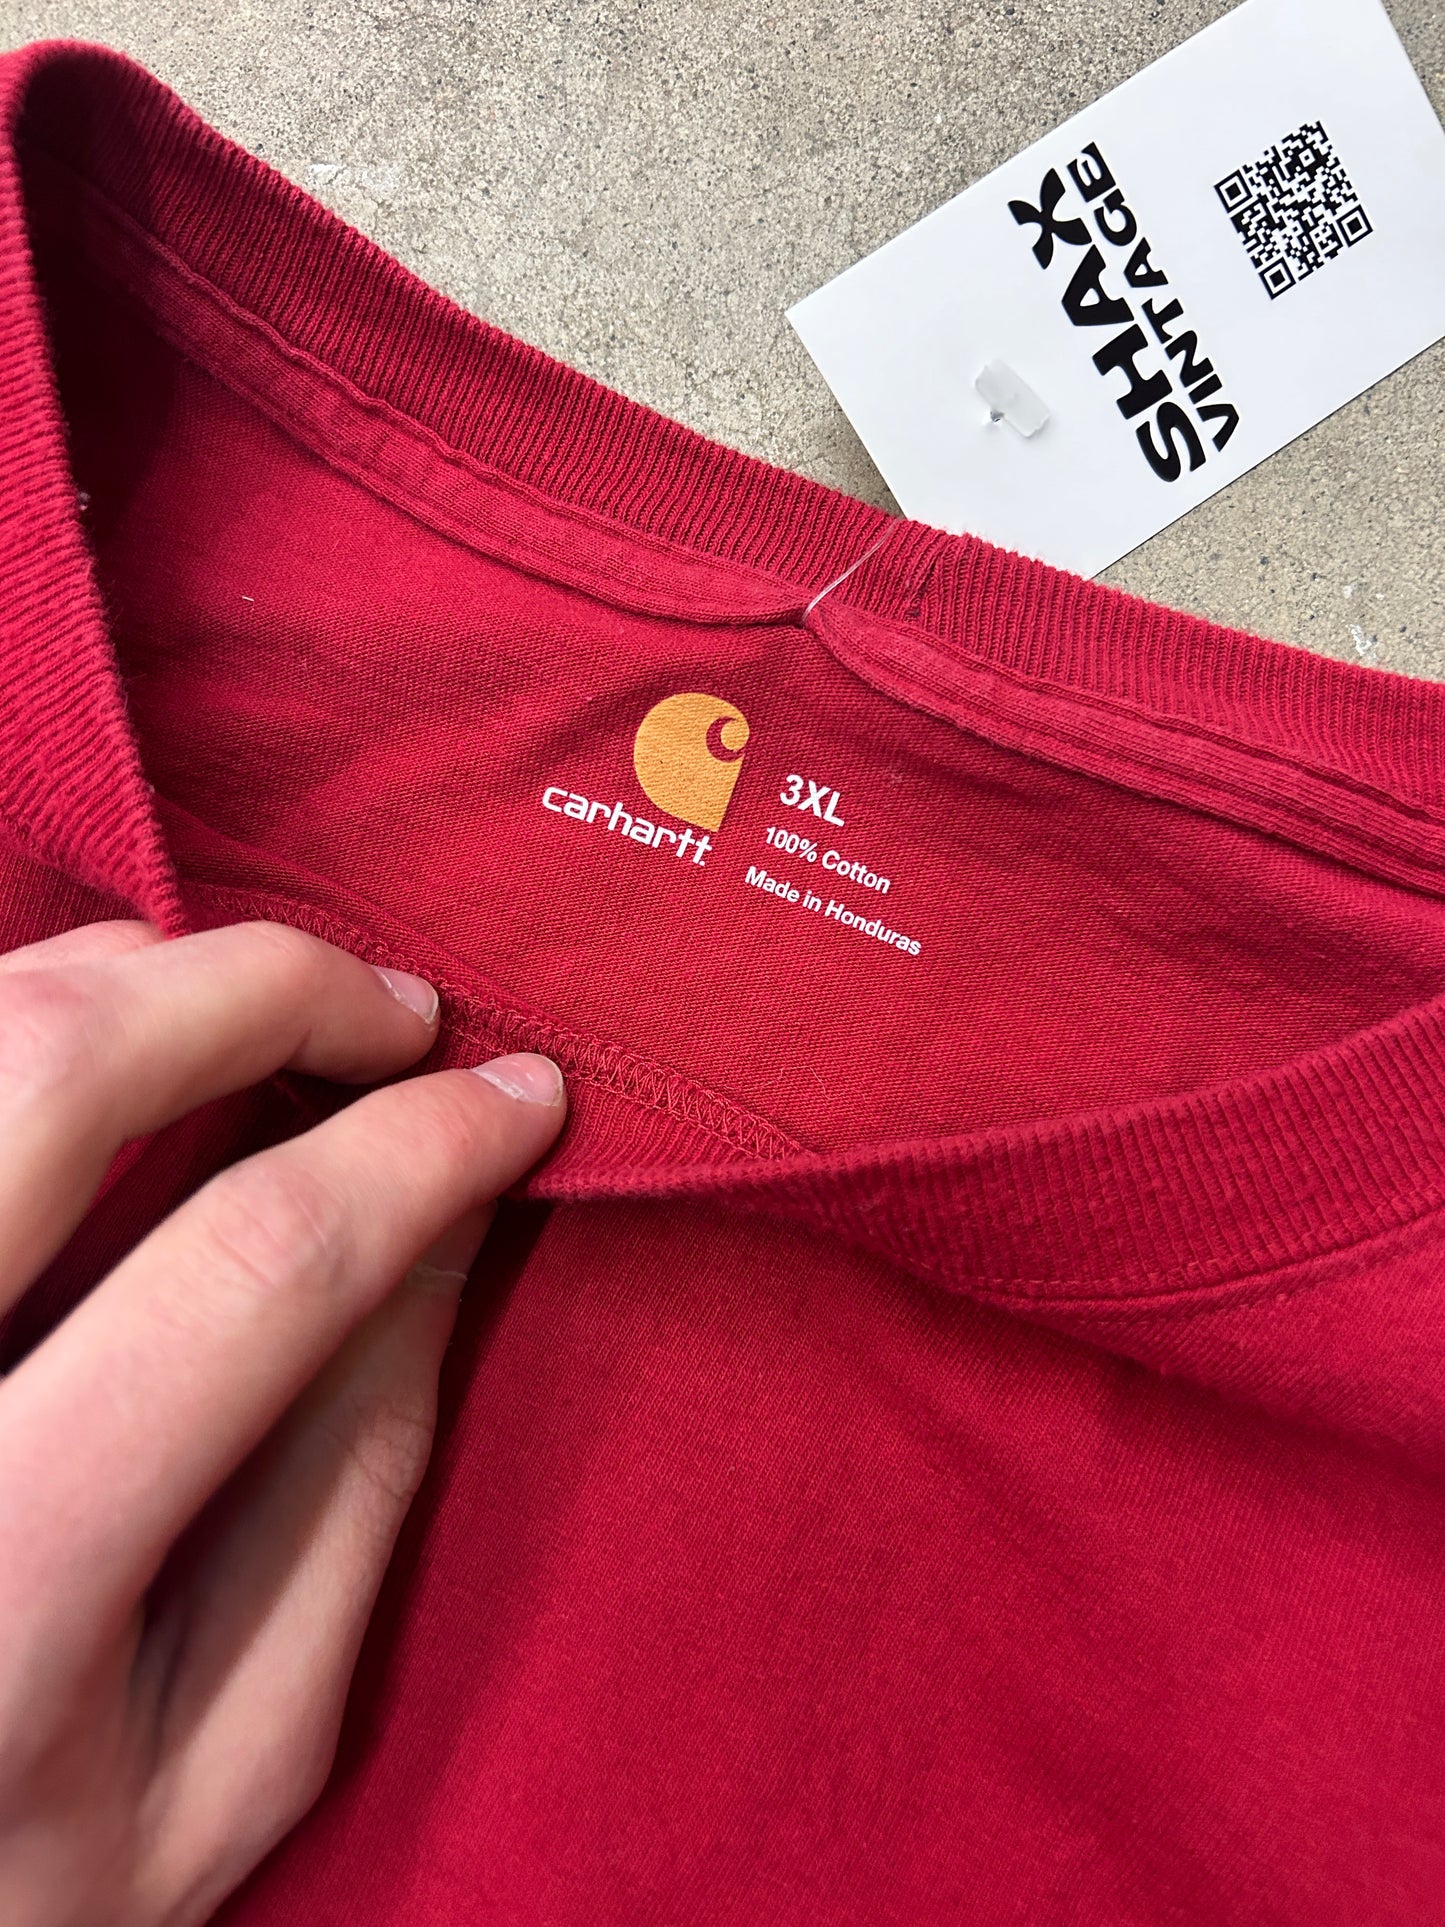 SHAX
VINTAGE
carhartt.
3XL
100% Cotton
Made in Honduras